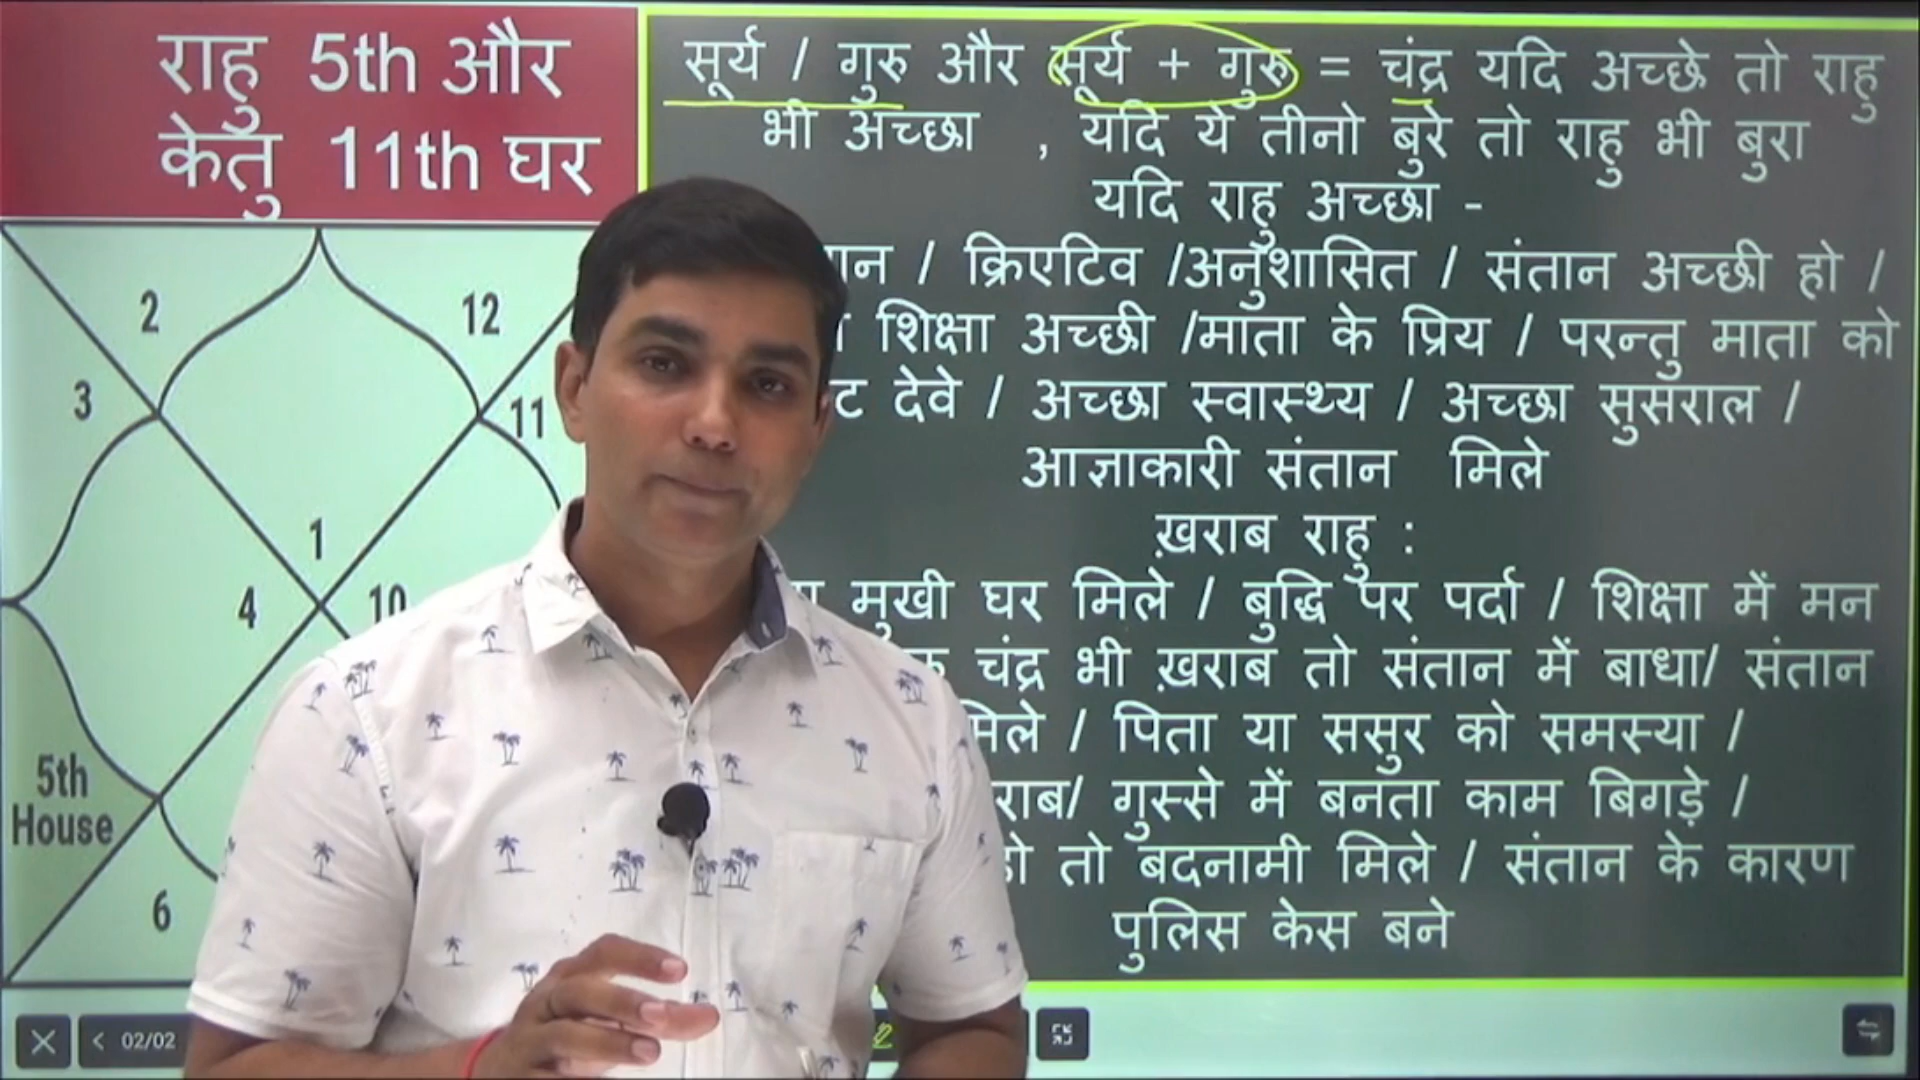 राहु 5th और
केतु 11th घर
सूर्य / गुरु और सूर्य + गुरु = चंद्र यदि अच्छे तो राहु
भी अच्छा , यदि ये तीनो बुरे तो राहु भी बुरा
यदि राहु अच्छा -
/ क्रिएटिव /अनुशासित / संतान अच्छी हो /
शिक्षा अच्छी /माता के प्रिय / परन्तु माता को
देवे / अच्छा स्वास्थ्य / अच्छा सुसराल /
आज्ञाकारी संतान मिले
ख़राब राहु :
मुखी घर मिले / बुद्धि पर पर्दा / शिक्षा में मन
चंद्र भी ख़राब तो संतान में बाधा/ संतान
/ पिता या ससुर को समस्या /
गुस्से में बनता काम बिगड़े /
तो बदनामी मिले / संतान के कारण
पुलिस केस बने
2
12
3
11
1
4
10
5th
House
6
02/02